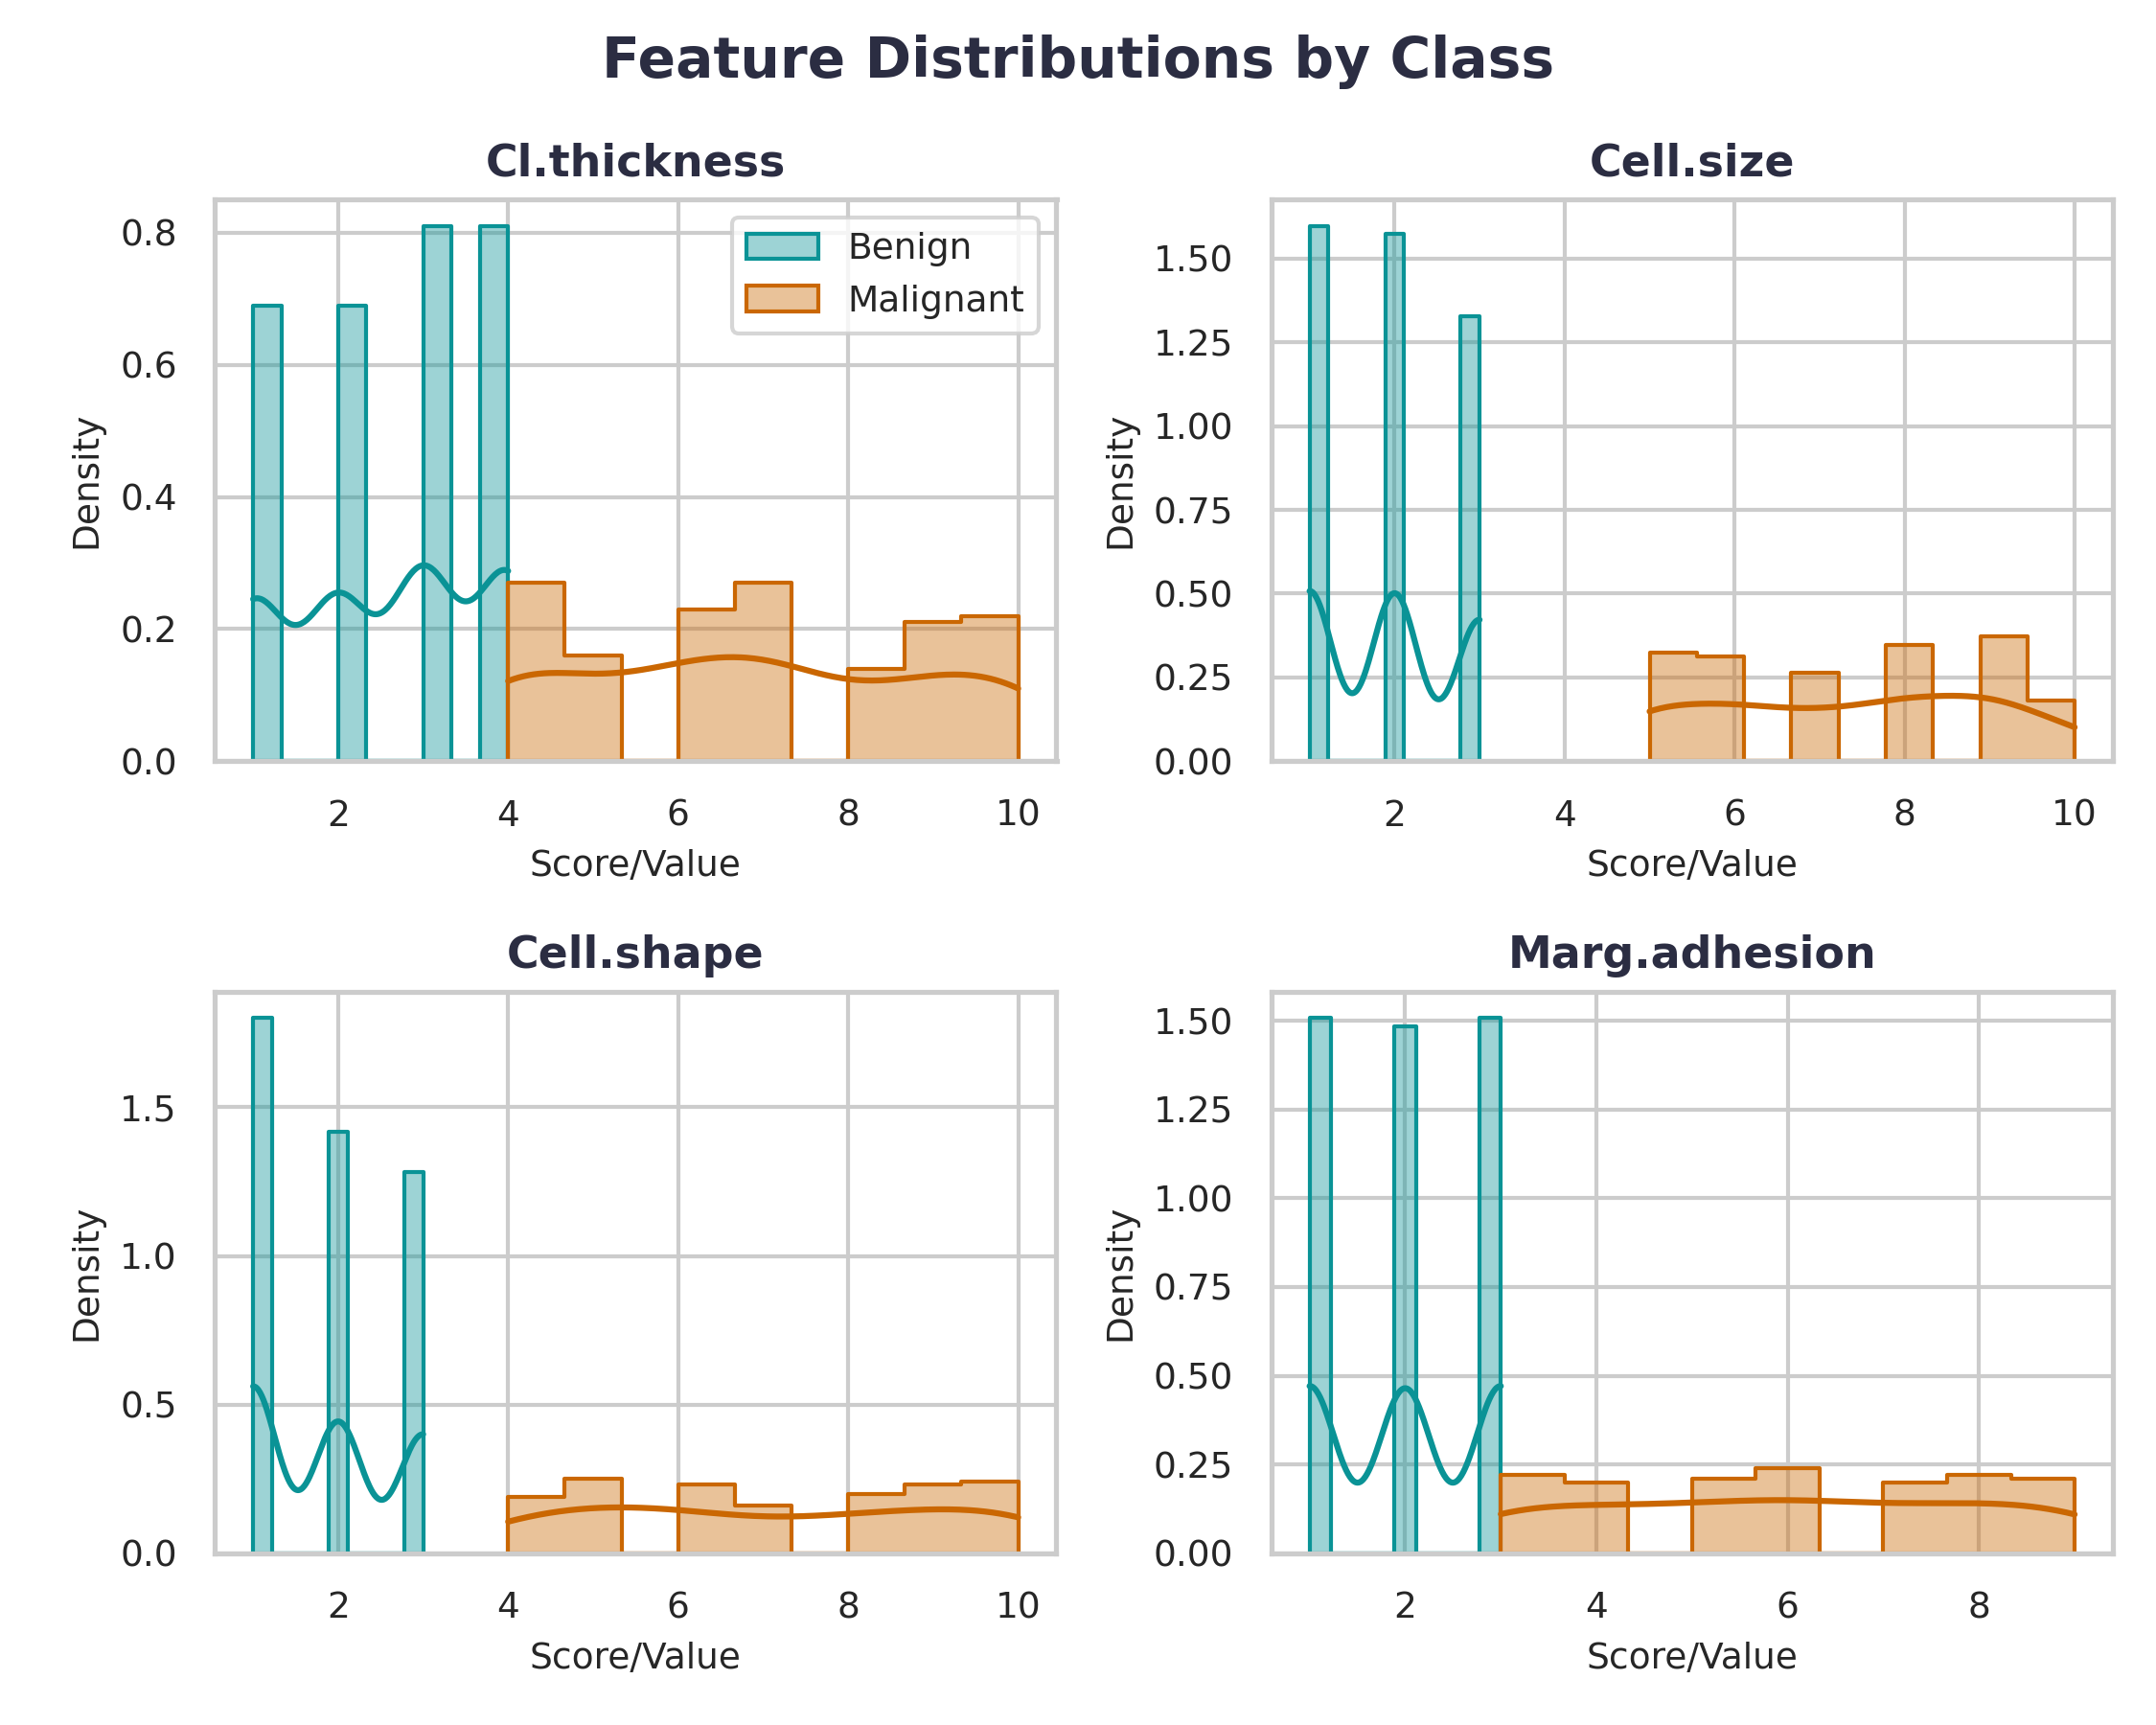 Feature Distributions by Class
Cl.thickness
0.8
0.6
0.4
0.2
0.0
Density
2 4 6 8 10
Score/Value
Benign
Malignant
Cell.size
1.50
1.25
1.00
0.75
0.50
0.25
0.00
Density
2 4 6 8 10
Score/Value
Cell.shape
1.5
1.0
0.5
0.0
Density
2 4 6 8 10
Score/Value
Marg.adhesion
1.50
1.25
1.00
0.75
0.50
0.25
0.00
Density
2 4 6 8
Score/Value